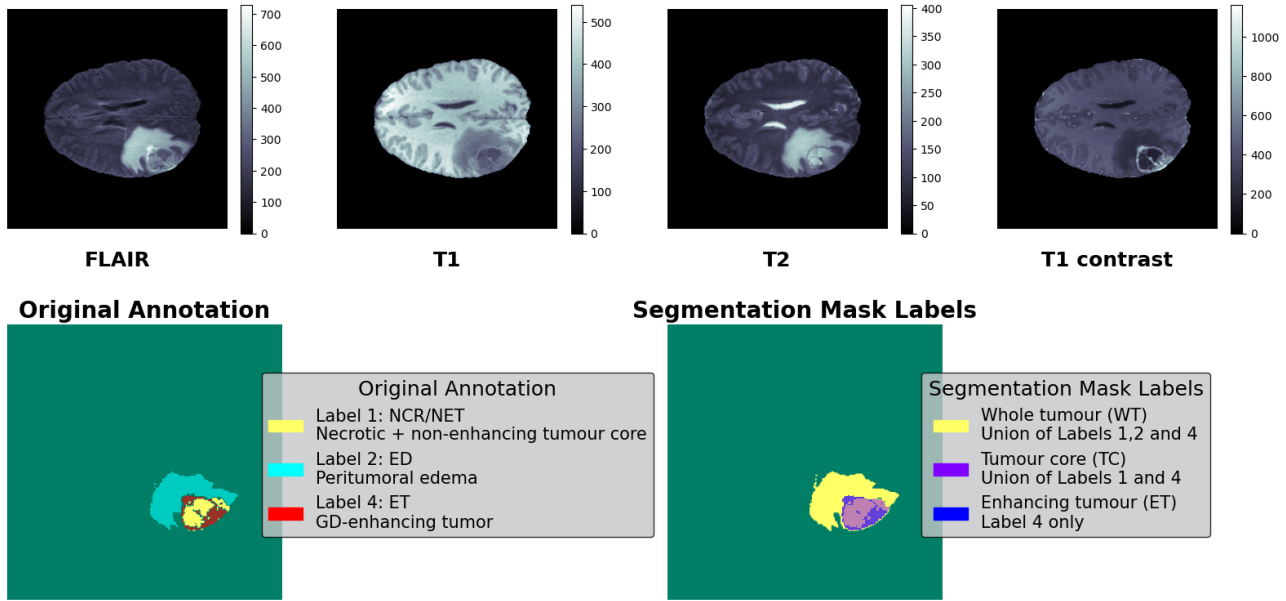 700
600
500
400
300
200
100
0
FLAIR
500
400
300
200
100
0
T1
400
350
300
250
200
150
100
50
0
T2
1000
800
600
400
200
0
T1 contrast
Original Annotation
Original Annotation
Label 1: NCR/NET
Necrotic + non-enhancing tumour core
Label 2: ED
Peritumoral edema
Label 4: ET
GD-enhancing tumor
Segmentation Mask Labels
Segmentation Mask Labels
Whole tumour (WT)
Union of Labels 1,2 and 4
Tumour core (TC)
Union of Labels 1 and 4
Enhancing tumour (ET)
Label 4 only